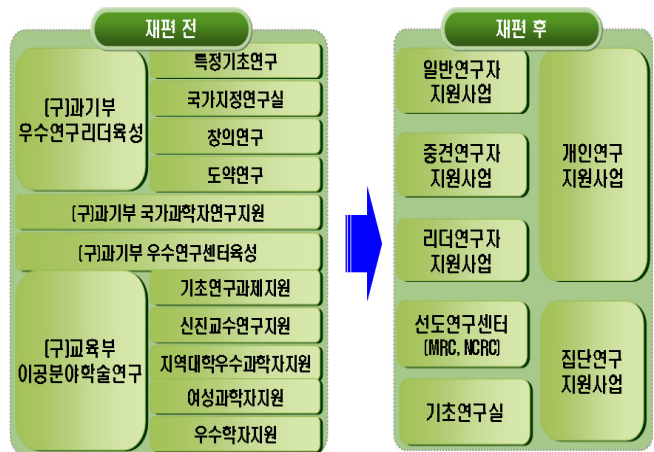 재편 전
(구)과기부
우수연구리더육성
특정기초연구
국가지정연구실
창의연구
도약연구
(구)과기부 국가과학자연구지원
(구)과기부 우수연구센터육성
(구)교육부
이공분야학술연구
기초연구과제지원
신진교수연구지원
지역대학우수과학자지원
여성과학자지원
우수학자지원
재편 후
일반연구자
지원사업
중견연구자
지원사업
리더연구자
지원사업
개인연구
지원사업
선도연구센터
(MRC, NCRC)
기초연구실
집단연구
지원사업